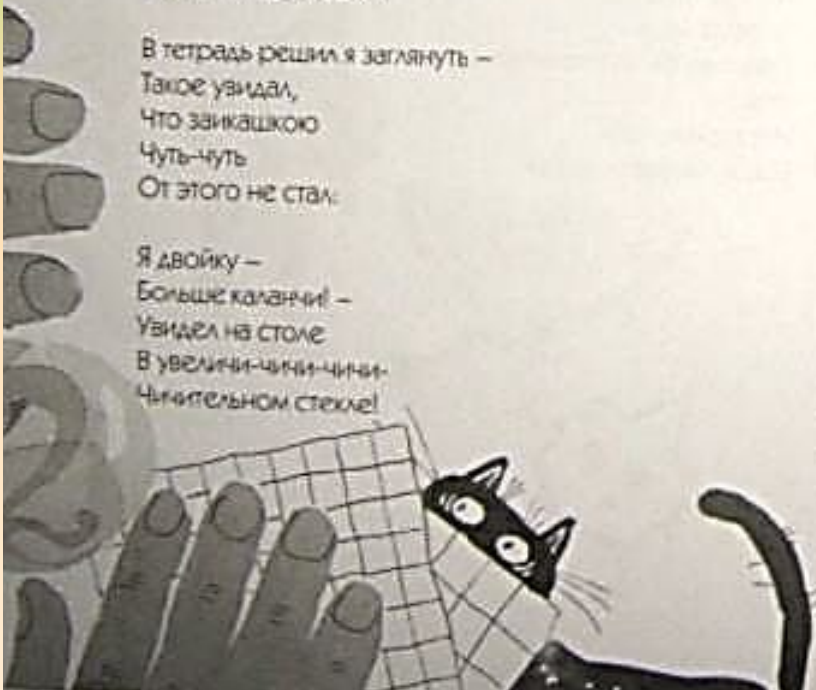 В тетрадь решил я заглянуть –
Такое увидал,
Что заикашкою
Чуть-чуть
От этого не стал.
Я двойку –
Больше каланчи! –
Увидел на столе
В увеличи-чичи-чичи-
Чичительном стекле!
2